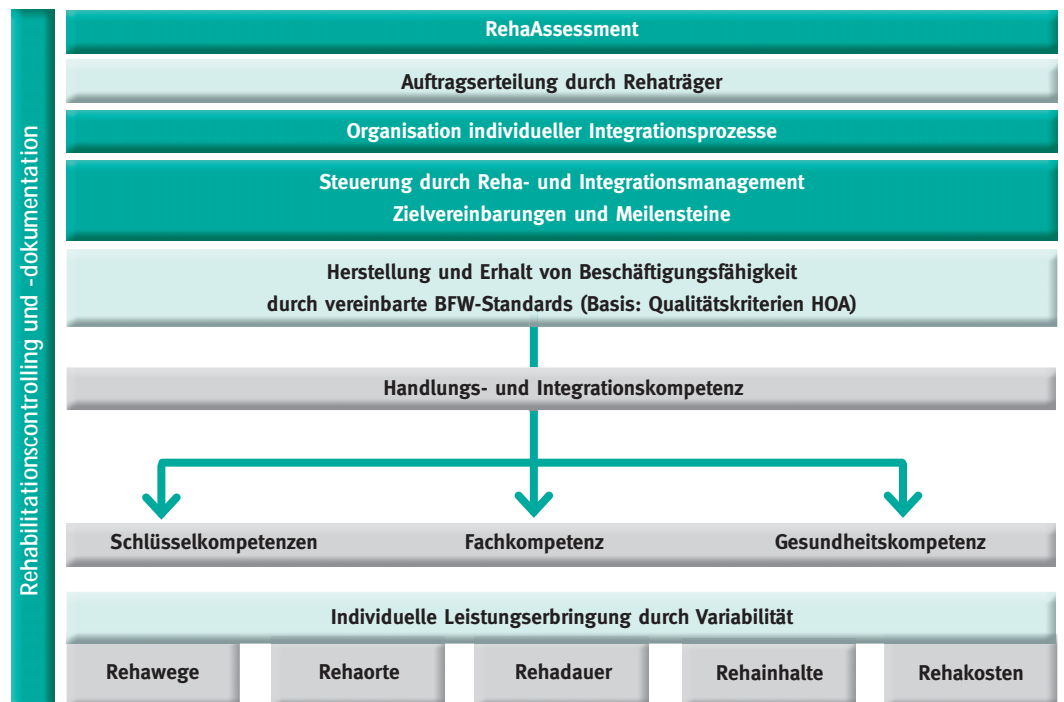 Rehabilitationscontrolling und -dokumentation
RehaAssessment
Auftragserteilung durch Rehaträger
Organisation individueller Integrationsprozesse
Steuerung durch Reha- und Integrationsmanagement
Zielvereinbarungen und Meilensteine
Herstellung und Erhalt von Beschäftigungsfähigkeit
durch vereinbarte BFW-Standards (Basis: Qualitätskriterien HOA)
Handlungs- und Integrationskompetenz
Schlüsselkompetenzen Fachkompetenz Gesundheitskompetenz
Individuelle Leistungserbringung durch Variabilität
Rehawege Rehaorte Rehadauer Rehainhalte Rehakosten